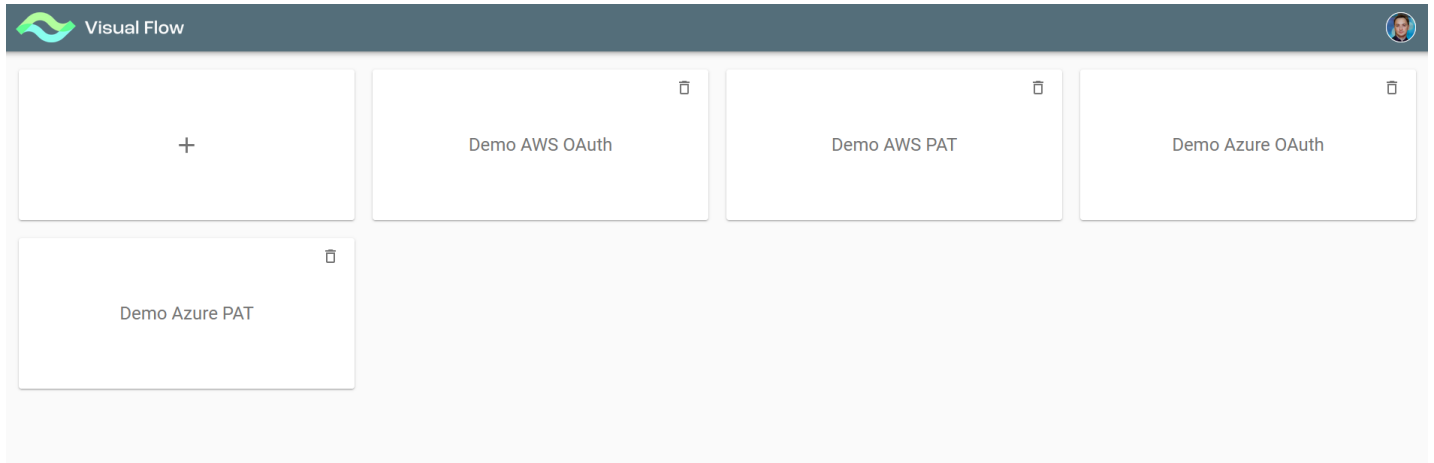 Visual Flow
+
Demo AWS OAuth
Demo AWS PAT
Demo Azure OAuth
Demo Azure PAT